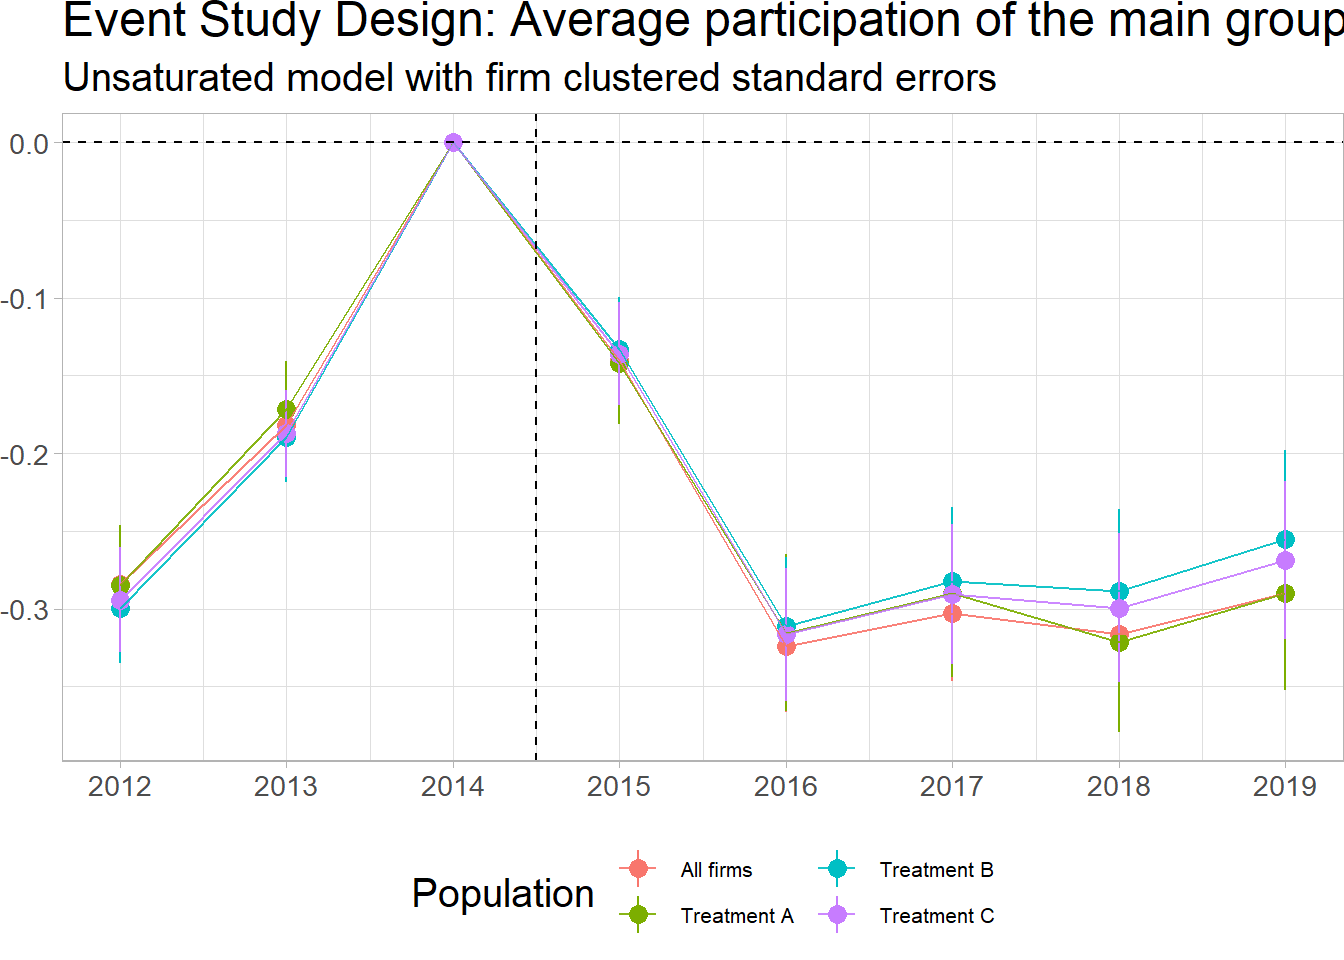 Event Study Design: Average participation of the main group
Unsaturated model with firm clustered standard errors
0.0
-0.1
-0.2
-0.3
2012 2013 2014 2015 2016 2017 2018 2019
Population
All firms Treatment B
Treatment A Treatment C